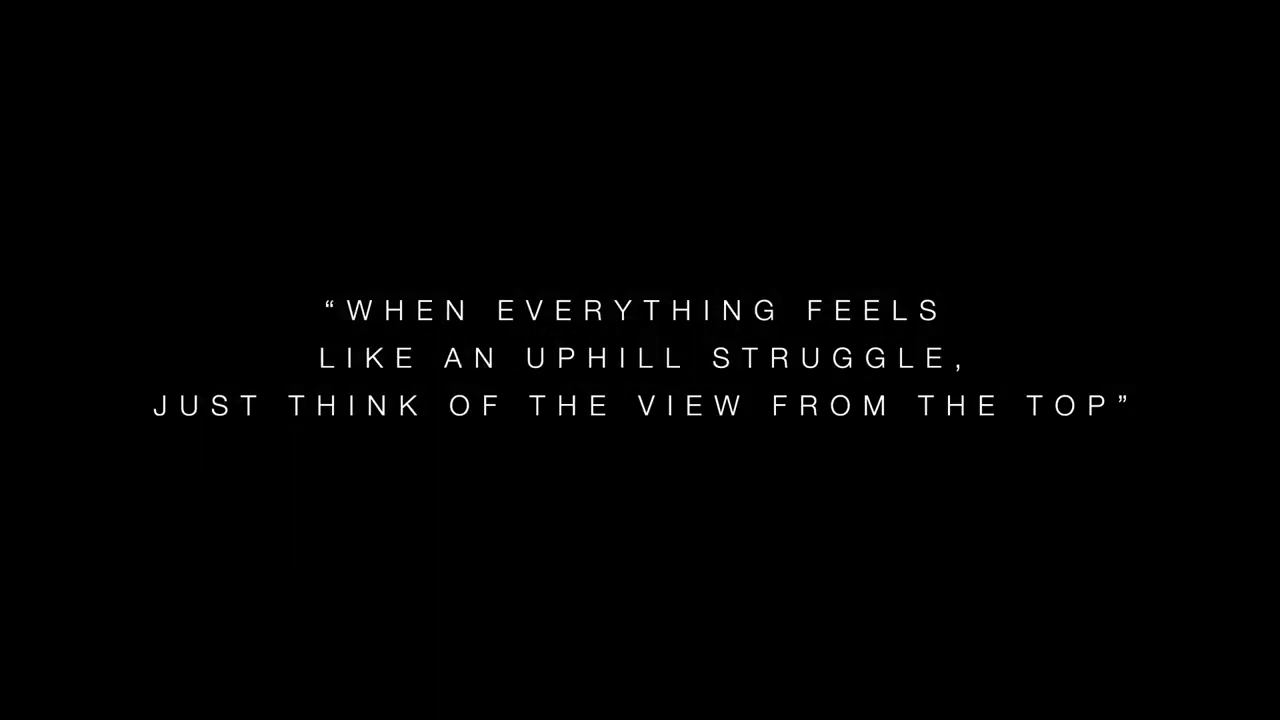 “WHEN EVERYTHING FEELS
LIKE AN UPHILL STRUGGLE,
JUST THINK OF THE VIEW FROM THE TOP”